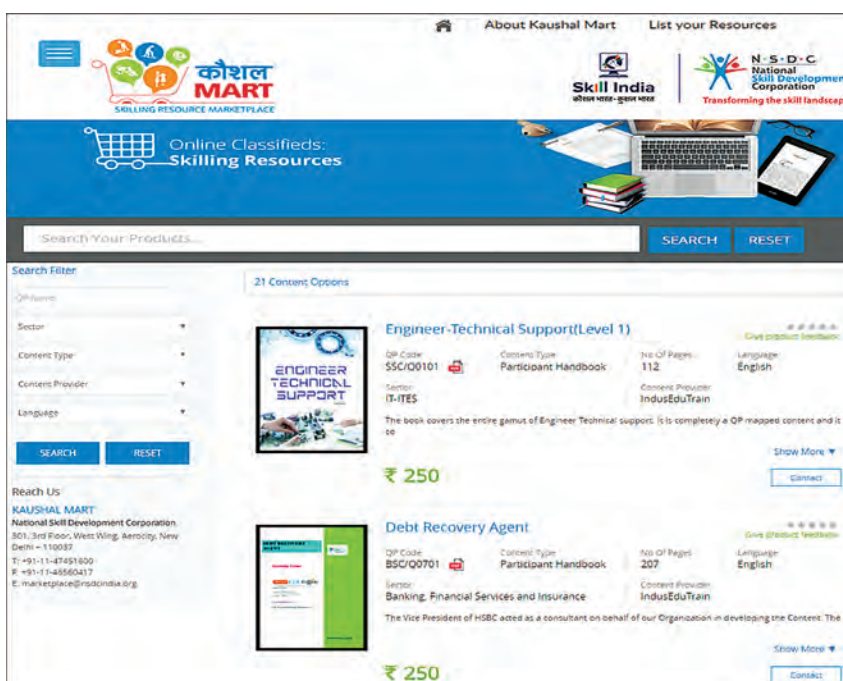 About Kaushal Mart List your Resources
कौशल
MART
SKILLING RESOURCE MARKETPLACE
Skill India
कौशल भारत-कुशल भारत
N·S·D·C
National
Skill Development
Corporation
Transforming the skill landscape
Online Classifieds:
Skilling Resources
Search Your Products...
SEARCH RESET
Search Filter
QP Name
Sector
Content Type
Content Provider
Language
SEARCH RESET
Reach Us
KAUSHAL MART
National Skill Development Corporation
301, 3rd Floor, West Wing, Aerocity, New
Delhi – 110037
T: +91-11-47451600
F: +91-11-46560417
E: marketplace@nsdcindia.org
21 Content Options
ENGINEER
TECHNICAL
SUPPORT
Engineer-Technical Support(Level 1)
Give product feedback
QP Code Content Type No Of Pages Language
SSC/Q0101 Participant Handbook 112 English
Sector Content Provider
IT-ITES IndusEduTrain
The book covers the entire gamut of Engineer Technical support. It is completely a QP mapped content and it
co
Show More
₹ 250
Contact
DEBT RECOVERY
AGENT
Debt Recovery Agent
Give product feedback
QP Code Content Type No Of Pages Language
BSC/Q0701 Participant Handbook 207 English
Sector Content Provider
Banking, Financial Services and Insurance IndusEduTrain
The Vice President of HSBC acted as a consultant on behalf of our Organization in developing the Content. The
Show More
₹ 250
Contact